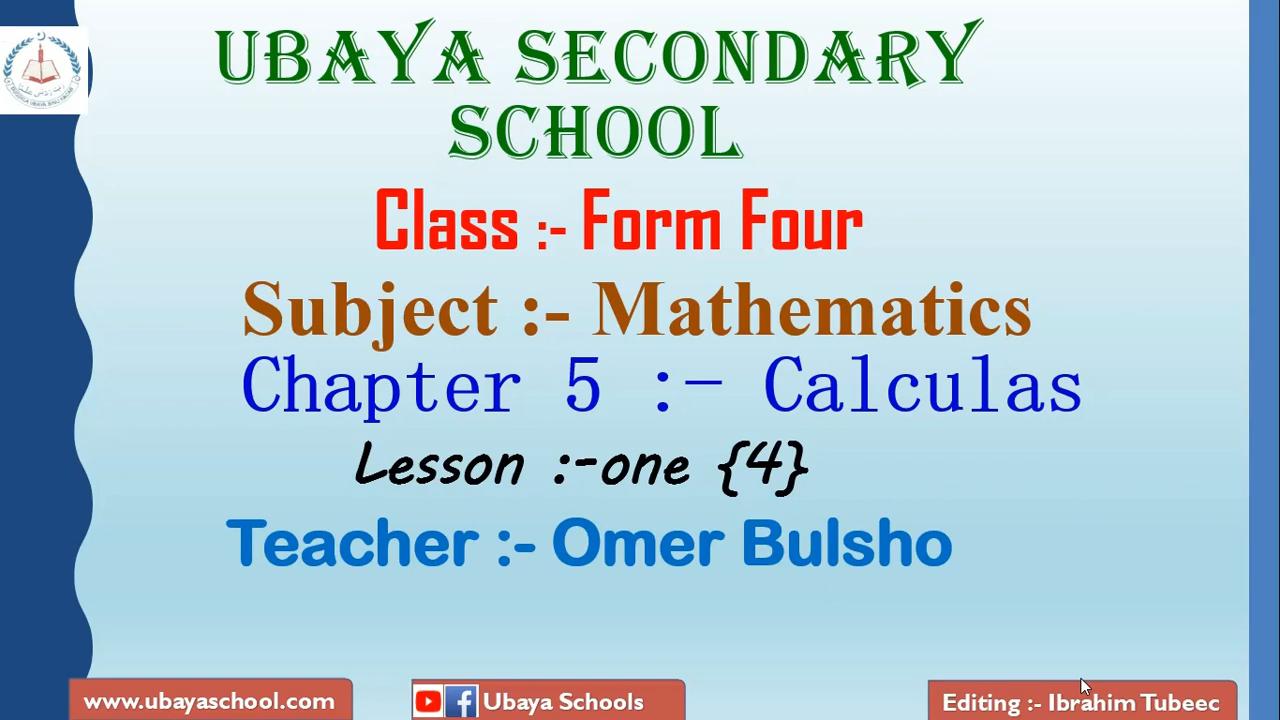 UBAYA SECONDARY
SCHOOL
Class :- Form Four
Subject :- Mathematics
Chapter 5 :- Calculas
Lesson :-one {4}
Teacher :- Omer Bulsho
www.ubayaschool.com
Ubaya Schools
Editing :- Ibrahim Tubeec